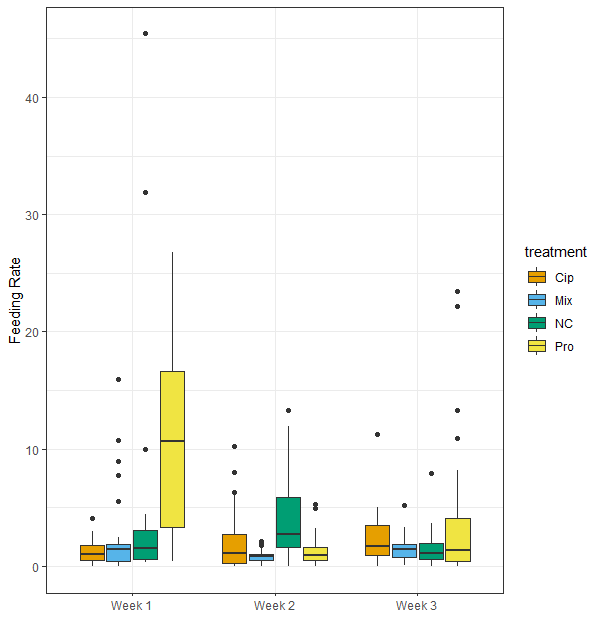 40
30
20
10
0
Feeding Rate
Week 1
Week 2
Week 3
treatment
Cip
Mix
NC
Pro